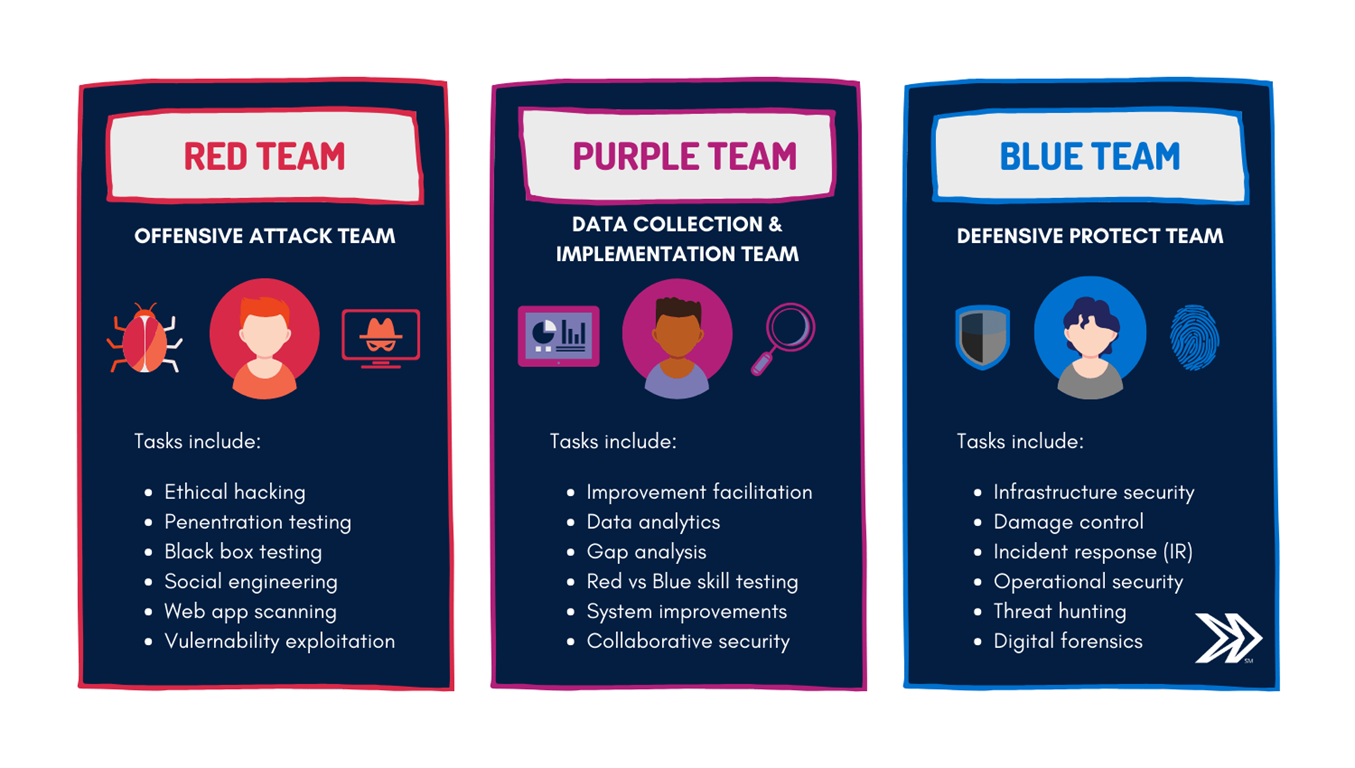 RED TEAM
OFFENSIVE ATTACK TEAM
Tasks include:
Ethical hacking
Penentration testing
Black box testing
Social engineering
Web app scanning
Vulernability exploitation
PURPLE TEAM
DATA COLLECTION &
IMPLEMENTATION TEAM
Tasks include:
Improvement facilitation
Data analytics
Gap analysis
Red vs Blue skill testing
System improvements
Collaborative security
BLUE TEAM
DEFENSIVE PROTECT TEAM
Tasks include:
Infrastructure security
Damage control
Incident response (IR)
Operational security
Threat hunting
Digital forensics
SM